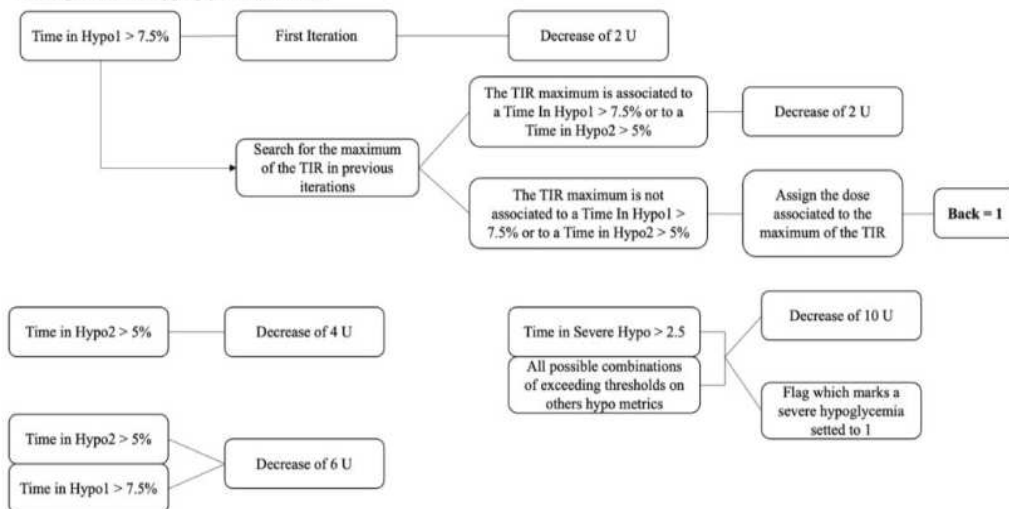 Time in Hypo1 > 7.5%
First Iteration
Decrease of 2 U
The TIR maximum is associated to
a Time In Hypo1 > 7.5% or to a
Time in Hypo2 > 5%
Decrease of 2 U
Search for the maximum
of the TIR in previous
iterations
The TIR maximum is not
associated to a Time In Hypo1 >
7.5% or to a Time in Hypo2 > 5%
Assign the dose
associated to the
maximum of the TIR
Back = 1
Time in Hypo2 > 5%
Decrease of 4 U
Time in Severe Hypo > 2.5
All possible combinations
of exceeding thresholds on
others hypo metrics
Decrease of 10 U
Flag which marks a
severe hypoglycemia
setted to 1
Time in Hypo2 > 5%
Time in Hypo1 > 7.5%
Decrease of 6 U